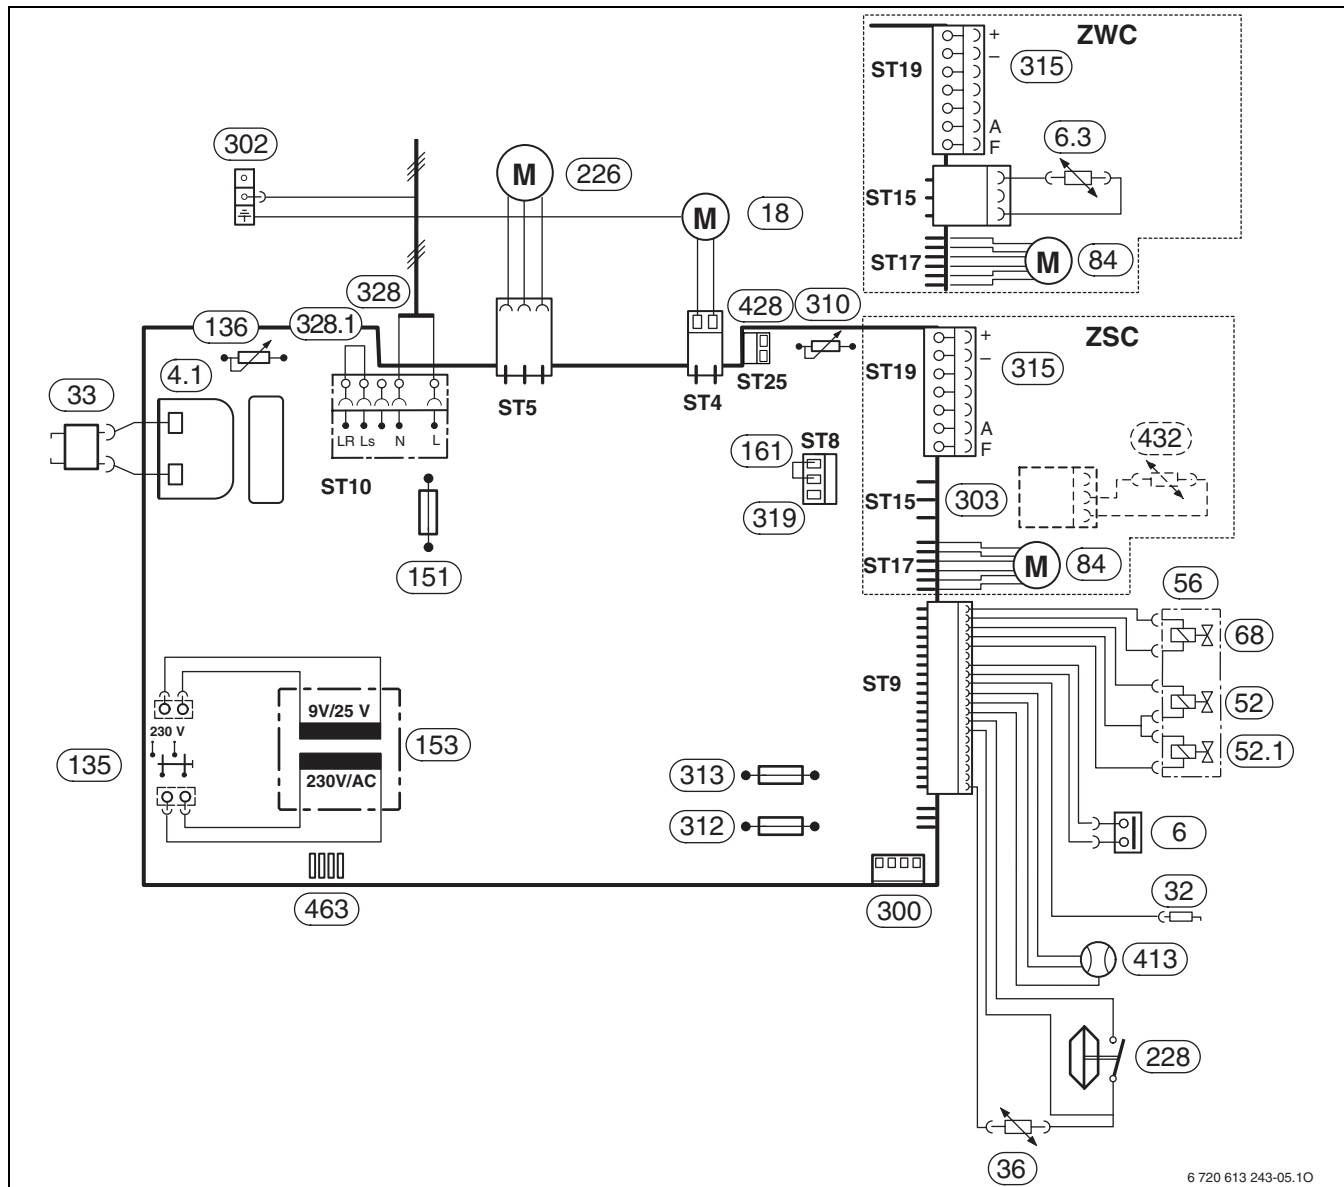 ZWC
ST19
+
–
315
A
F
6.3
ST15
ST17
M
84
302
M
226
M
18
328
428
310
136
328.1
4.1
33
ST5
ST4
ST25
LR
Ls
N
L
ST10
151
161
ST8
319
ZSC
ST19
+
–
315
A
F
432
ST15
303
ST17
M
84
56
68
52
52.1
ST9
9V/25 V
153
230V/AC
230 V
135
313
312
463
300
6
32
413
228
36
6 720 613 243-05.1O